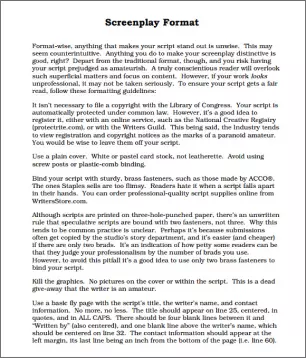 Screenplay Format
Format-wise, anything that makes your script stand out is unwise.  This may
seem counterintuitive.  Anything you do to make your screenplay distinctive is
good, right?  Depart from the traditional format, though, and you risk having
your script prejudged as amateurish.  A truly conscientious reader will overlook
such superficial matters and focus on content.  However, if your work looks
unprofessional, it may not be taken seriously.  To ensure your script gets a fair
read, follow these formatting guidelines:
It isn't necessary to file a copyright with the Library of Congress.  Your script is
automatically protected under common law.  However, it's a good idea to
register it, either with an online service, such as the National Creative Registry
(protectrite.com), or with the Writers Guild.  This being said, the Industry tends
to view registration and copyright notices as the marks of a paranoid amateur.
You would be wise to leave them off your script.
Use a plain cover.  White or pastel card stock, not leatherette.  Avoid using
screw posts or plastic-comb binding.
Bind your script with sturdy, brass fasteners, such as those made by ACCO®.
The ones Staples sells are too flimsy.  Readers hate it when a script falls apart
in their hands.  You can order professional-quality script supplies online from
WritersStore.com.
Although scripts are printed on three-hole-punched paper, there's an unwritten
rule that speculative scripts are bound with two fasteners, not three.  Why this
tends to be common practice is unclear.  Perhaps it's because submissions
often get copied by the studio's story department, and it's easier (and cheaper)
if there are only two brads.  It's an indication of how petty some readers can be
that they judge your professionalism by the number of brads you use.
However, to avoid this pitfall it's a good idea to use only two brass fasteners to
bind your script.
Kill the graphics.  No pictures on the cover or within the script.  This is a dead
give-away that the writer is an amateur.
Use a basic fly page with the script's title, the writer's name, and contact
information.  No more, no less.  The title should appear on line 25, centered, in
quotes, and in ALL CAPS.  There should be four blank lines between it and
"Written by" (also centered), and one blank line above the writer's name, which
should be centered on line 32.  The contact information should appear at the
left margin, its last line being an inch from the bottom of the page (i.e. line 60).